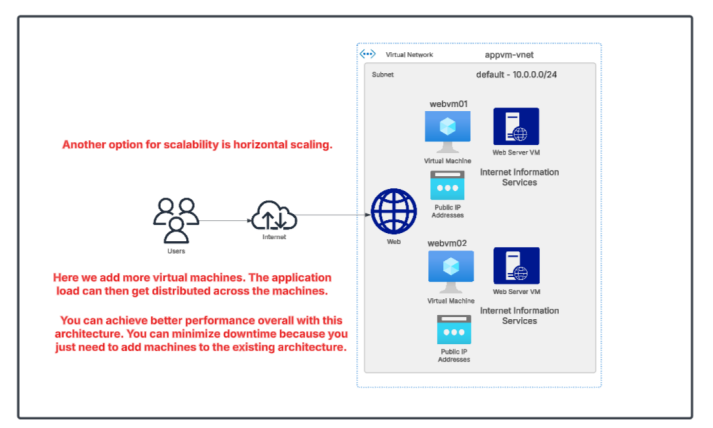 Virtual Network
appvm-vnet
Subnet
default - 10.0.0.0/24
Another option for scalability is horizontal scaling.
webvm01
Virtual Machine
Web Server VM
Internet Information
Services
Public IP
Addresses
Users
Internet
Web
webvm02
Virtual Machine
Web Server VM
Internet Information
Services
Public IP
Addresses
Here we add more virtual machines. The application
load can then get distributed across the machines.
You can achieve better performance overall with this
architecture. You can minimize downtime because you
just need to add machines to the existing architecture.